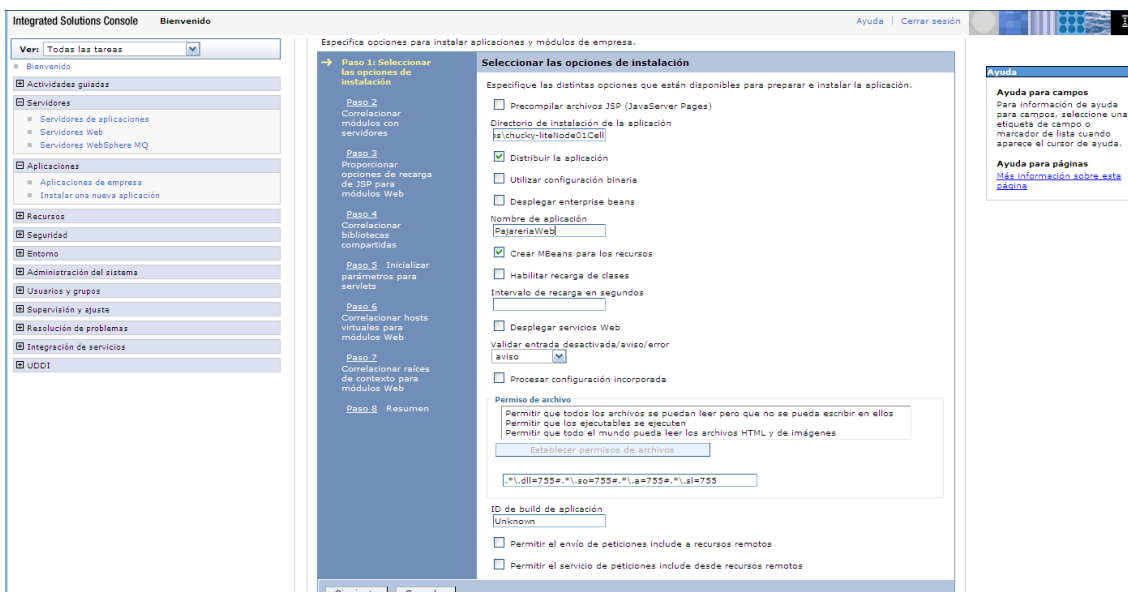 Integrated Solutions Console Bienvenido
Ayuda | Cerrar sesión
Ver: Todas las tareas
Bienvenido
Actividades guiadas
Servidores
Servidores de aplicaciones
Servidores Web
Servidores WebSphere MQ
Aplicaciones
Aplicaciones de empresa
Instalar una nueva aplicación
Recursos
Seguridad
Entorno
Administración del sistema
Usuarios y grupos
Supervisión y ajuste
Resolución de problemas
Integración de servicios
UDDI
Especifica opciones para instalar aplicaciones y módulos de empresa.
Paso 1: Seleccionar
las opciones de
instalación
Paso 2
Correlacionar
módulos con
servidores
Paso 3
Proporcionar
opciones de recarga
de JSP para
módulos Web
Paso 4
Correlacionar
bibliotecas
compartidas
Paso 5 Inicializar
parámetros para
servlets
Paso 6
Correlacionar hosts
virtuales para
módulos Web
Paso 7
Correlacionar raíces
de contexto para
módulos Web
Paso 8 Resumen
Seleccionar las opciones de instalación
Especifique las distintas opciones que están disponibles para preparar e instalar la aplicación.
Precompilar archivos JSP (JavaServer Pages)
Directorio de instalación de la aplicación
os\chucky-liteNode01Cell
Distribuir la aplicación
Utilizar configuración binaria
Desplegar enterprise beans
Nombre de aplicación
PajareriaWeb
Crear MBeans para los recursos
Habilitar recarga de clases
Intervalo de recarga en segundos
Desplegar servicios Web
Validar entrada desactivada/aviso/error
aviso
Procesar configuración incorporada
Permiso de archivo
Permitir que todos los archivos se puedan leer pero que no se pueda escribir en ellos
Permitir que los ejecutables se ejecuten
Permitir que todo el mundo pueda leer los archivos HTML y de imágenes
Establecer permisos de archivos
.*\.dll=755#.*\.so=755#.*\.a=755#.*\.sl=755
ID de build de aplicación
Unknown
Permitir el envío de peticiones include a recursos remotos
Permitir el servicio de peticiones include desde recursos remotos
Ayuda
Ayuda para campos
Para información de ayuda
para campos, seleccione una
etiqueta de campo o
marcador de lista cuando
aparece el cursor de ayuda.
Ayuda para páginas
Más información sobre esta
página